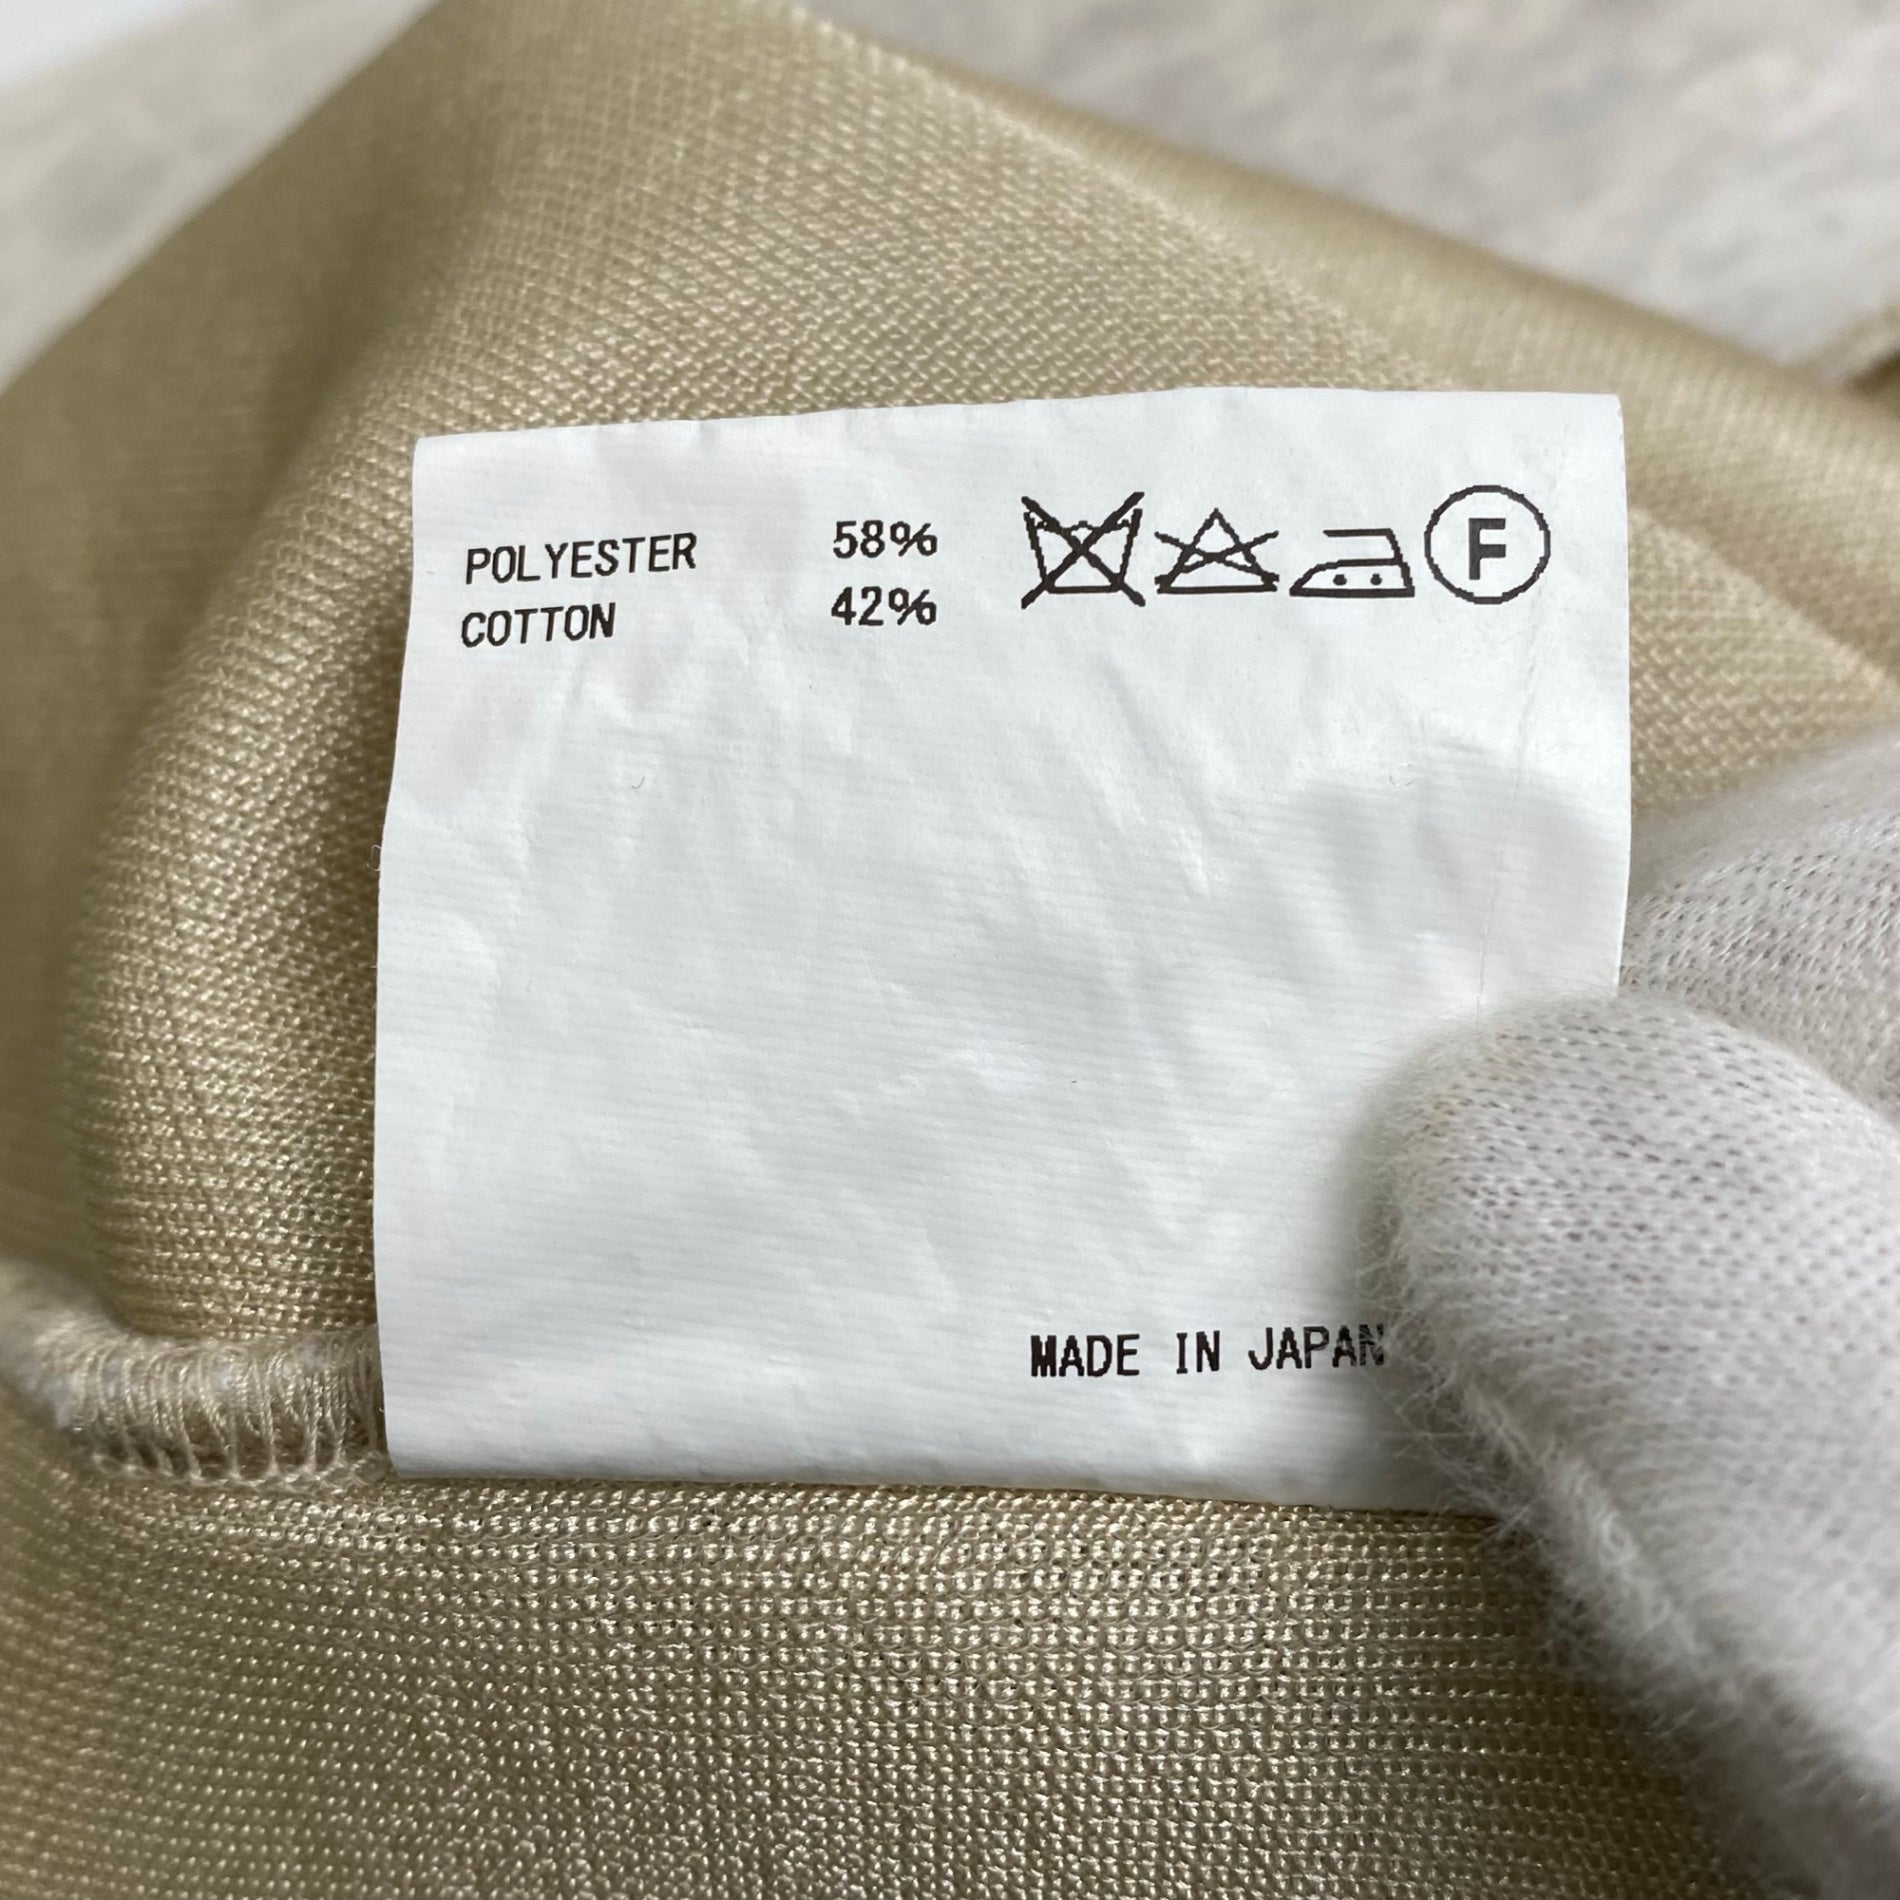 POLYESTER 58%
COTTON 42%
F
MADE IN JAPAN